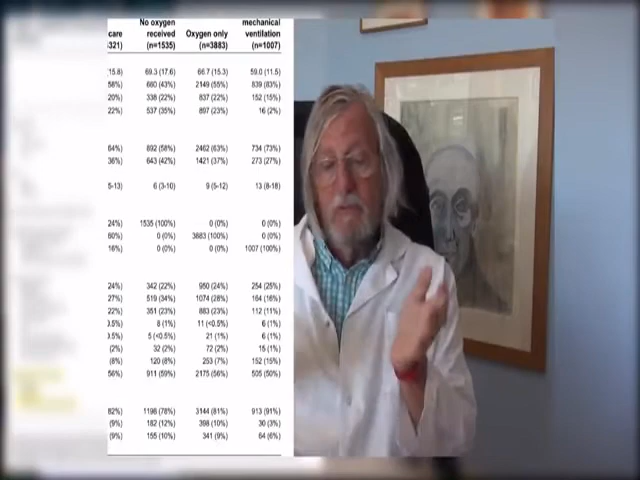 No oxygen mechanical
care received Oxygen only ventilation
321) (n=1535) (n=3883) (n=1007)
15.8) 69.3 (17.6) 66.7 (15.3) 59.0 (11.5)
58%) 660 (43%) 2149 (55%) 839 (83%)
20%) 338 (22%) 837 (22%) 152 (15%)
22%) 537 (35%) 897 (23%) 16 (2%)
64%) 892 (58%) 2462 (63%) 734 (73%)
36%) 643 (42%) 1421 (37%) 273 (27%)
5-13) 6 (3-10) 9 (5-12) 13 (8-18)
24%) 1535 (100%) 0 (0%) 0 (0%)
60%) 0 (0%) 3883 (100%) 0 (0%)
16%) 0 (0%) 0 (0%) 1007 (100%)
24%) 342 (22%) 950 (24%) 254 (25%)
27%) 519 (34%) 1074 (28%) 164 (16%)
22%) 351 (23%) 883 (23%) 112 (11%)
0.5%) 8 (1%) 11 (<0.5%) 6 (1%)
0.5%) 5 (<0.5%) 21 (1%) 6 (1%)
(2%) 32 (2%) 72 (2%) 15 (1%)
(8%) 120 (8%) 253 (7%) 152 (15%)
56%) 911 (59%) 2175 (56%) 505 (50%)
82%) 1198 (78%) 3144 (81%) 913 (91%)
(9%) 182 (12%) 398 (10%) 30 (3%)
(9%) 155 (10%) 341 (9%) 64 (6%)